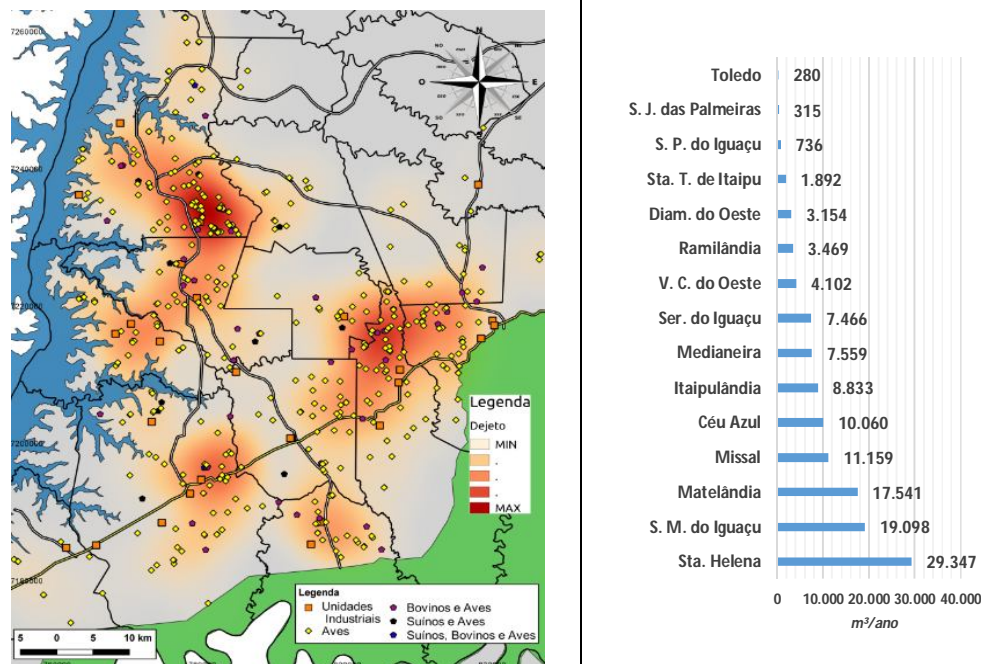 7260000
N
O
E
7240000
7220000
7200000
7180000
Legenda
Dejeto
MIN
.
.
.
MAX
Legenda
Unidades
Industriais
Aves
Bovinos e Aves
Suínos e Aves
Suínos, Bovinos e Aves
5 0 5 10 km
Toledo 280
S. J. das Palmeiras 315
S. P. do Iguaçu 736
Sta. T. de Itaipu 1.892
Diam. do Oeste 3.154
Ramilândia 3.469
V. C. do Oeste 4.102
Ser. do Iguaçu 7.466
Medianeira 7.559
Itaipulândia 8.833
Céu Azul 10.060
Missal 11.159
Matelândia 17.541
S. M. do Iguaçu 19.098
Sta. Helena 29.347
0 10.000 20.000 30.000 40.000
m³/ano